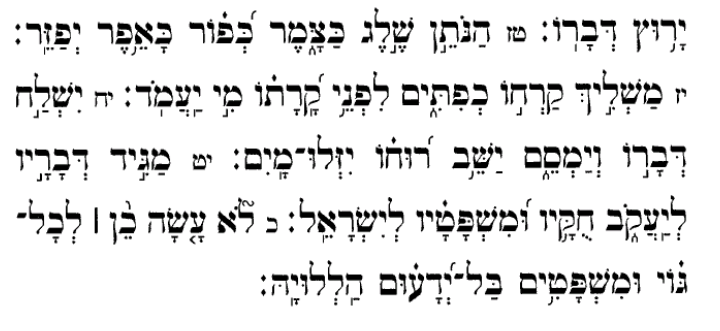 יָר֥וּץ דְּבָרֽוֹ׃ טז הַנֹּתֵ֣ן שֶׁ֣לֶג כַּצָּ֑מֶר כְּ֝פ֗וֹר כָּאֵ֥פֶר יְפַזֵּֽר׃
יז מַשְׁלִ֣יךְ קַֽרְח֣וֹ כְפִתִּ֑ים לִפְנֵ֥י קָ֝רָת֗וֹ מִ֣י יַעֲמֹֽד׃ יח יִשְׁלַ֣ח
דְּבָר֣וֹ וְיַמְסֵ֑ם יַשֵּׁ֥ב ר֝וּח֗וֹ יִזְּלוּ־מָֽיִם׃ יט מַגִּ֣יד דְּבָרָ֣יו
לְיַעֲקֹ֑ב חֻקָּ֥יו וּ֝מִשְׁפָּטָ֗יו לְיִשְׂרָאֵֽל׃ כ לֹ֘א עָ֤שָׂה כֵ֨ן ׀ לְכָל־
גּ֗וֹי וּמִשְׁפָּטִ֥ים בַּל־יְ֝דָע֗וּם הַֽלְלוּיָֽהּ׃